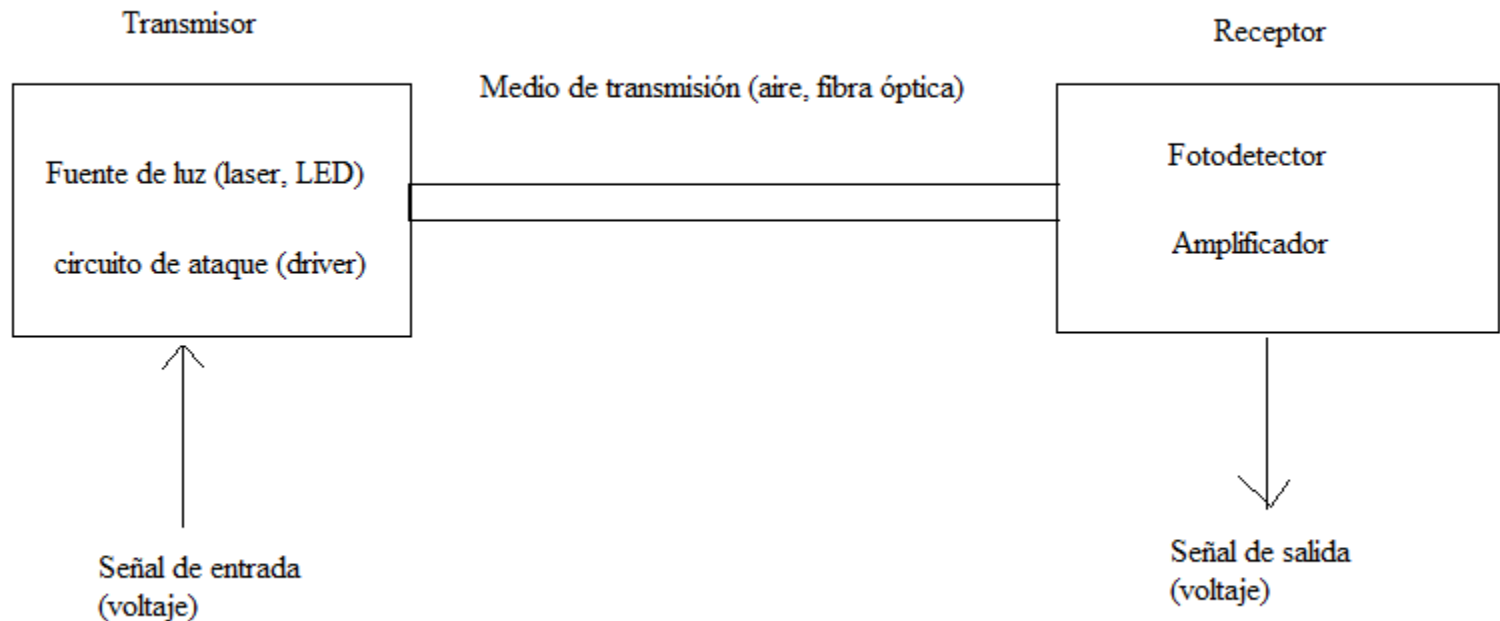 Transmisor
Receptor
Medio de transmisión (aire, fibra óptica)
Fuente de luz (laser, LED)
circuito de ataque (driver)
Fotodetector
Amplificador
Señal de entrada
(voltaje)
Señal de salida
(voltaje)